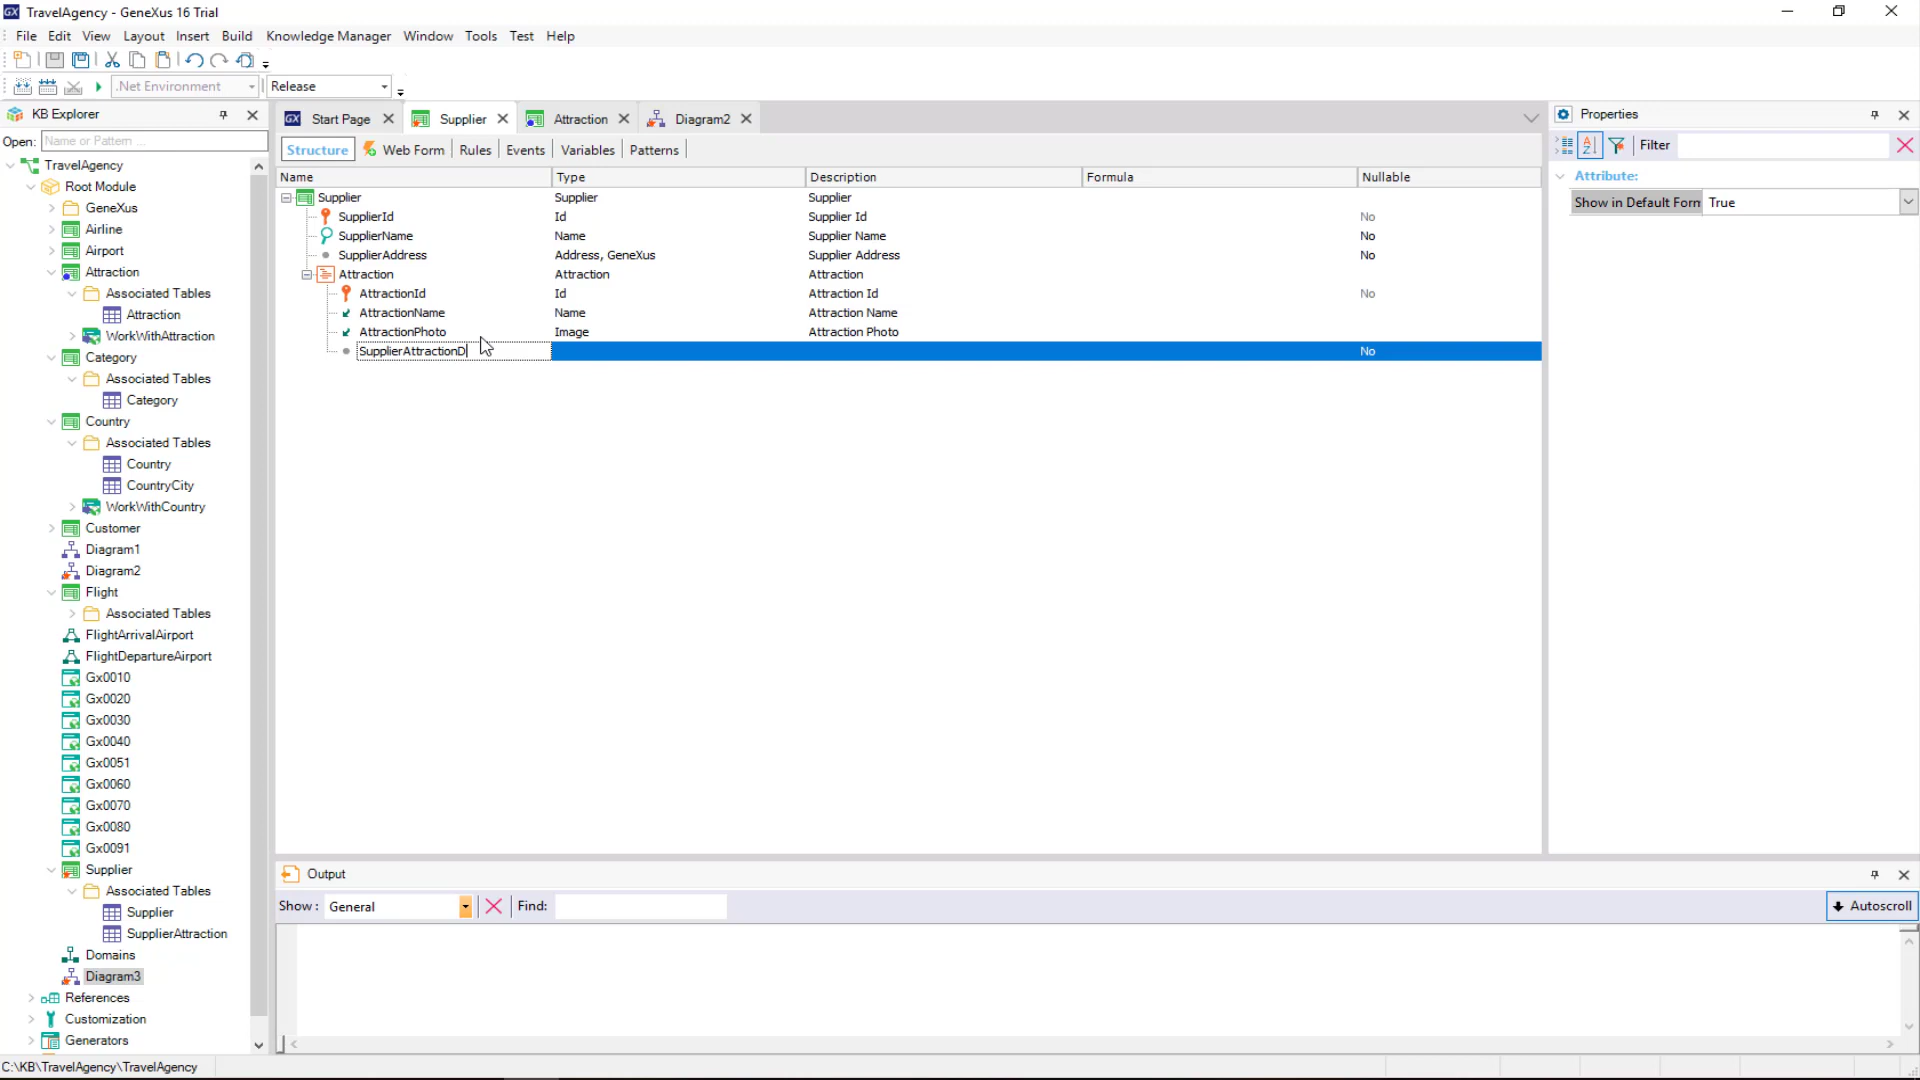 TravelAgency - GeneXus 16 Trial
File Edit View Layout Insert Build Knowledge Manager Window Tools Test Help
.Net Environment Release
KB Explorer
Open: Name or Pattern ...
TravelAgency
Root Module
GeneXus
Airline
Airport
Attraction
Associated Tables
Attraction
WorkWithAttraction
Category
Associated Tables
Category
Country
Associated Tables
Country
CountryCity
WorkWithCountry
Customer
Diagram1
Diagram2
Flight
Associated Tables
FlightArrivalAirport
FlightDepartureAirport
Gx0010
Gx0020
Gx0030
Gx0040
Gx0051
Gx0060
Gx0070
Gx0080
Gx0091
Supplier
Associated Tables
Supplier
SupplierAttraction
Domains
Diagram3
References
Customization
Generators
Start Page Supplier Attraction Diagram2
Structure Web Form Rules Events Variables Patterns
Name Type Description Formula Nullable
Supplier Supplier Supplier
SupplierId Id Supplier Id No
SupplierName Name Supplier Name No
SupplierAddress Address, GeneXus Supplier Address No
Attraction Attraction Attraction
AttractionId Id Attraction Id No
AttractionName Name Attraction Name
AttractionPhoto Image Attraction Photo
SupplierAttractionD No
Output
Show : General Find: Autoscroll
Properties
Filter
Attribute:
Show in Default Form True
C:\KB\TravelAgency\TravelAgency